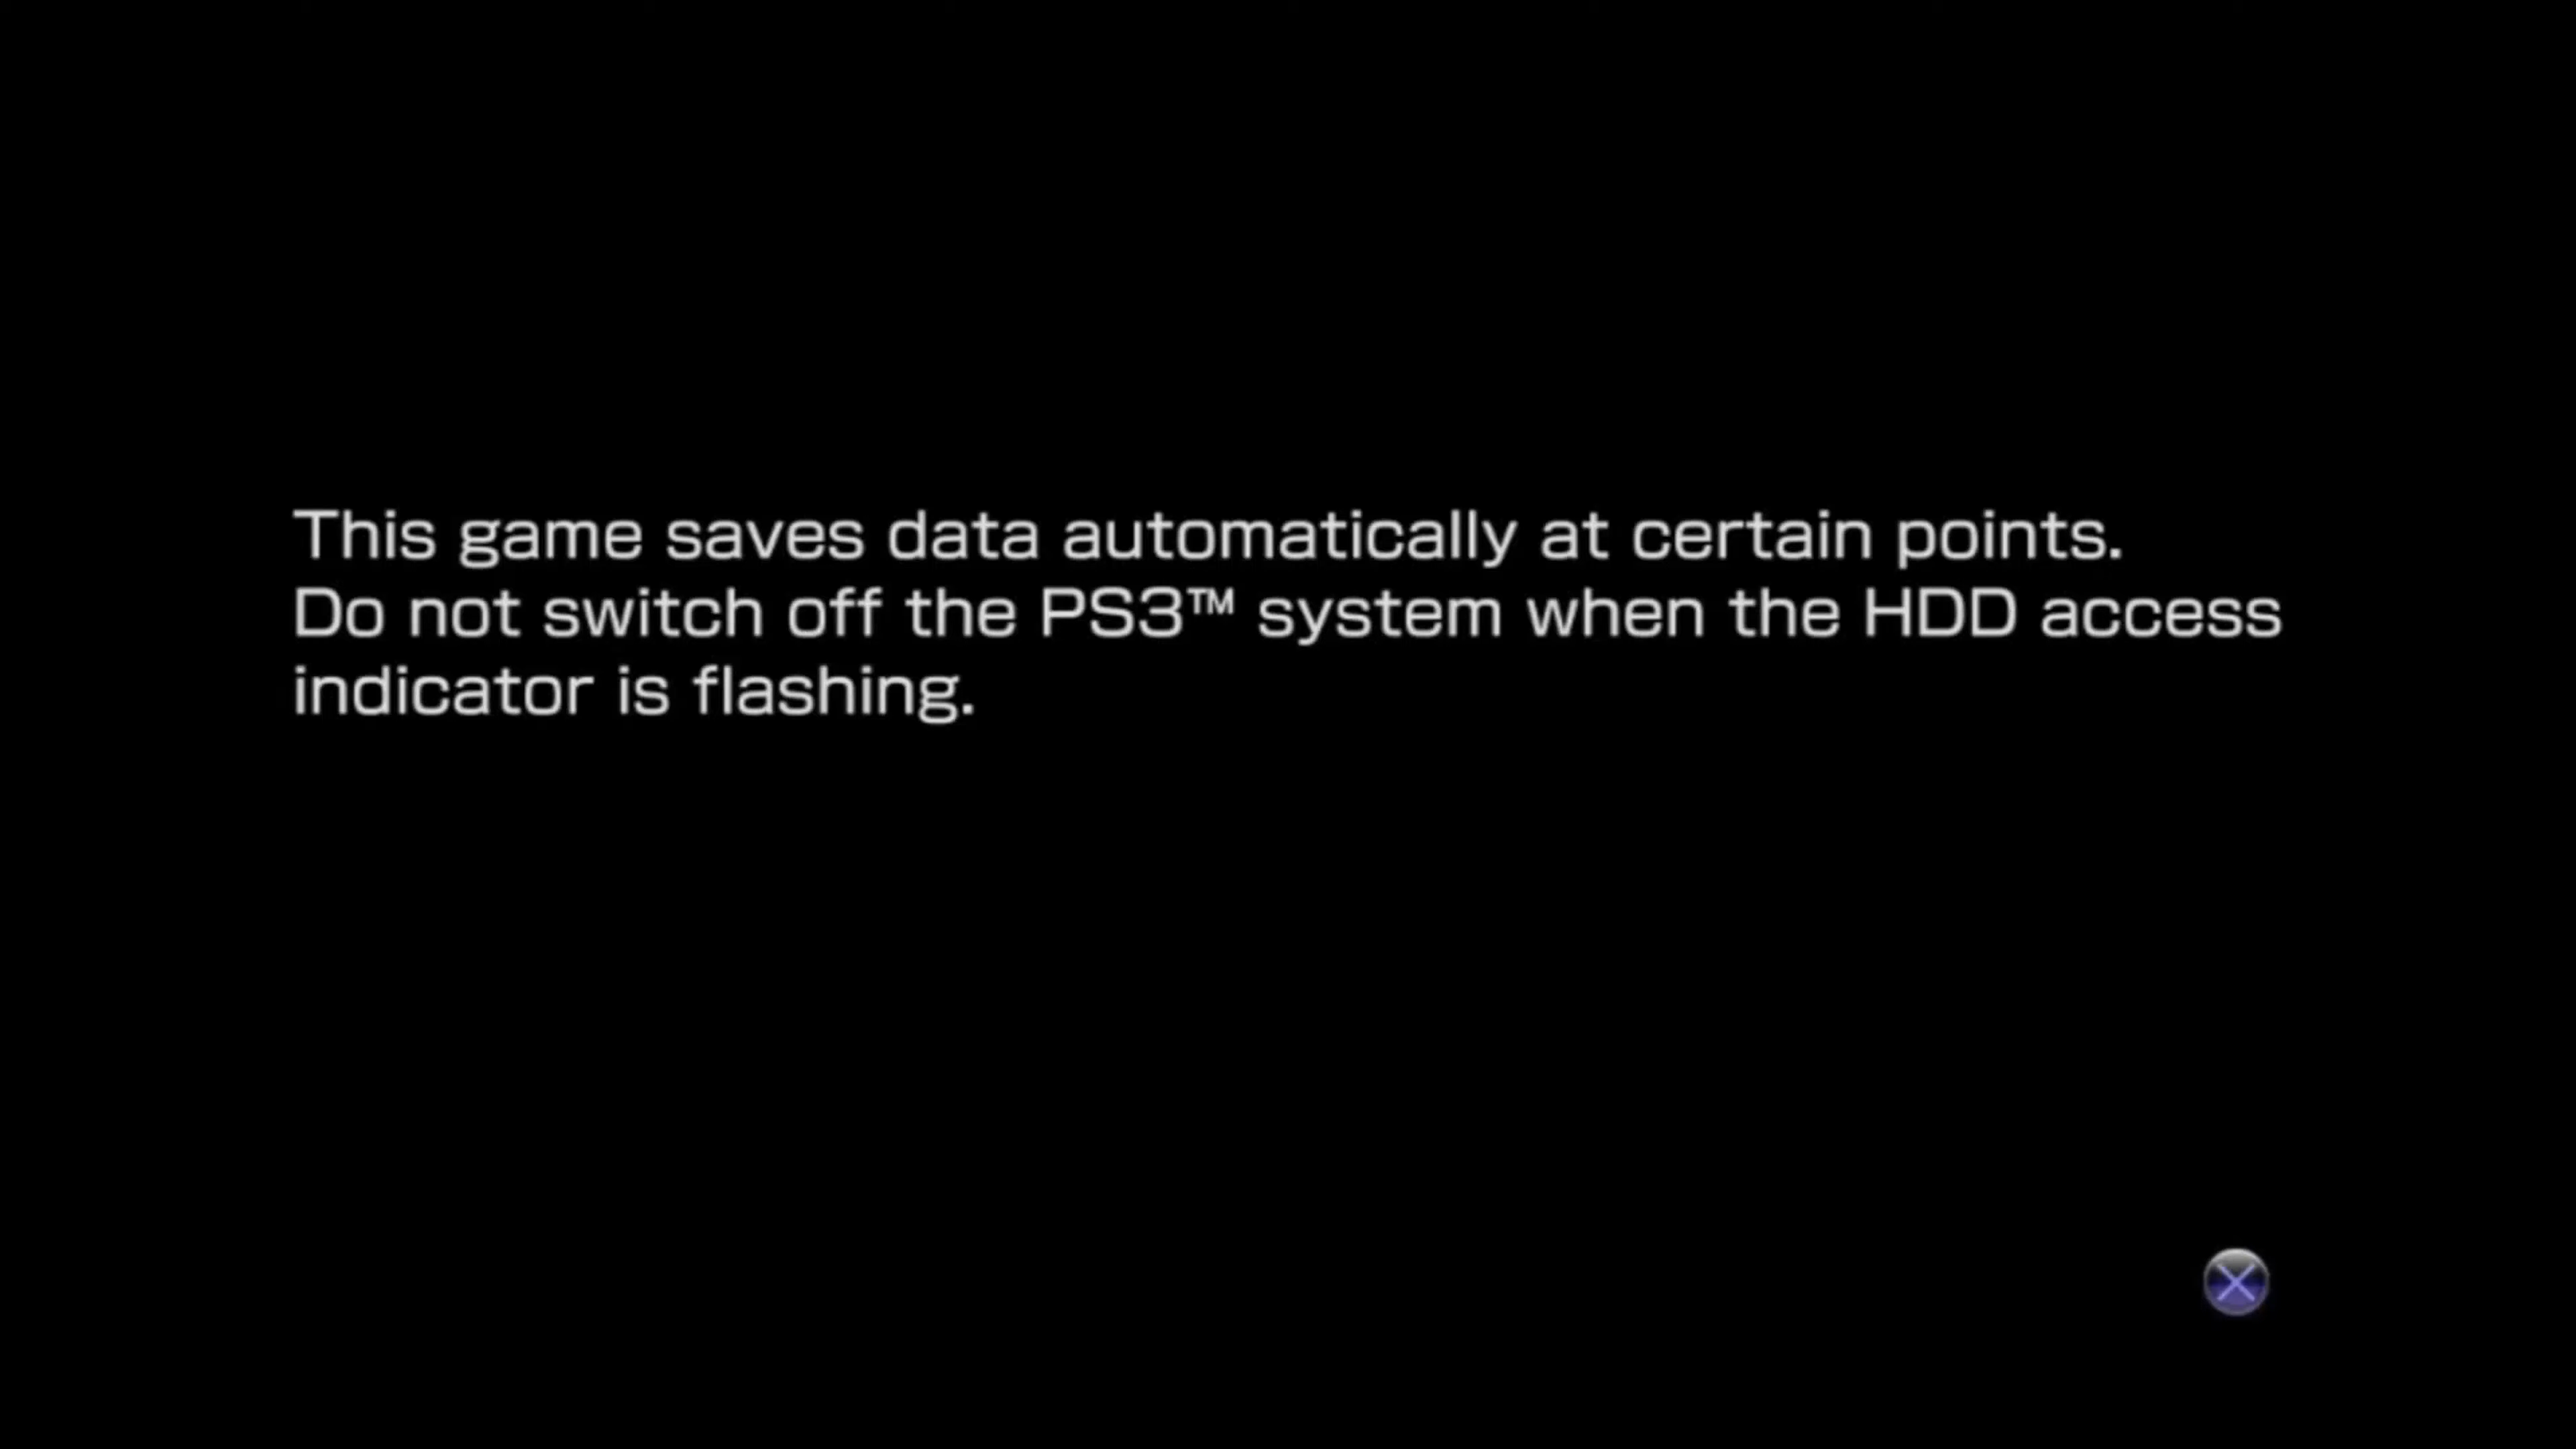 This game saves data automatically at certain points.
Do not switch off the PS3™ system when the HDD access
indicator is flashing.